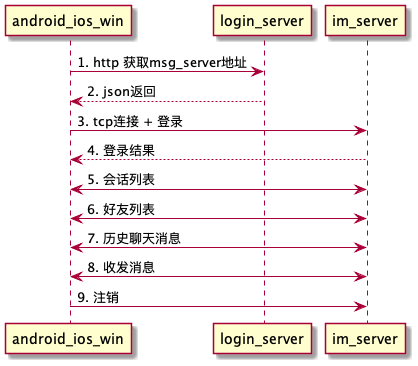 android_ios_win login_server im_server
1. http 获取msg_server地址
2. json返回
3. tcp连接 + 登录
4. 登录结果
5. 会话列表
6. 好友列表
7. 历史聊天消息
8. 收发消息
9. 注销
android_ios_win login_server im_server